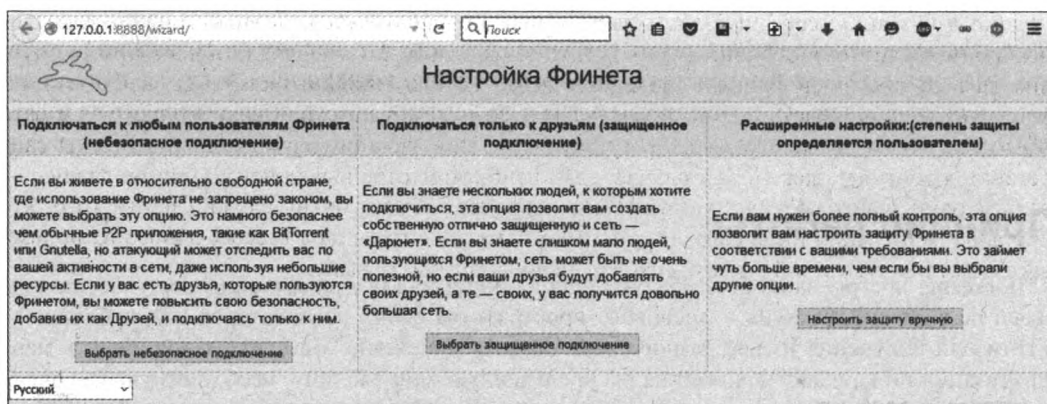 127.0.0.1:8888/wizard/
Поиск
Настройка Фринета
Подключаться к любым пользователям Фринета
(небезопасное подключение)
Если вы живете в относительно свободной стране,
где использование Фринета не запрещено законом, вы
можете выбрать эту опцию. Это намного безопаснее
чем обычные P2P приложения, такие как BitTorrent
или Gnutella, но атакующий может отследить вас по
вашей активности в сети, даже используя небольшие
ресурсы. Если у вас есть друзья, которые пользуются
Фринетом, вы можете повысить свою безопасность,
добавив их как Друзей, и подключаясь только к ним.
Выбрать небезопасное подключение
Подключаться только к друзьям (защищенное
подключение)
Если вы знаете нескольких людей, к которым хотите
подключиться, эта опция позволит вам создать
собственную отлично защищенную и сеть —
«Даркнет». Если вы знаете слишком мало людей,
пользующихся Фринетом, сеть может быть не очень
полезной, но если ваши друзья будут добавлять
своих друзей, а те — своих, у вас получится довольно
большая сеть.
Выбрать защищенное подключение
Расширенные настройки:(степень защиты
определяется пользователем)
Если вам нужен более полный контроль, эта опция
позволит вам настроить защиту Фринета в
соответствии с вашими требованиями. Это займет
чуть больше времени, чем если бы вы выбрали
другие опции.
Настроить защиту вручную
Русский